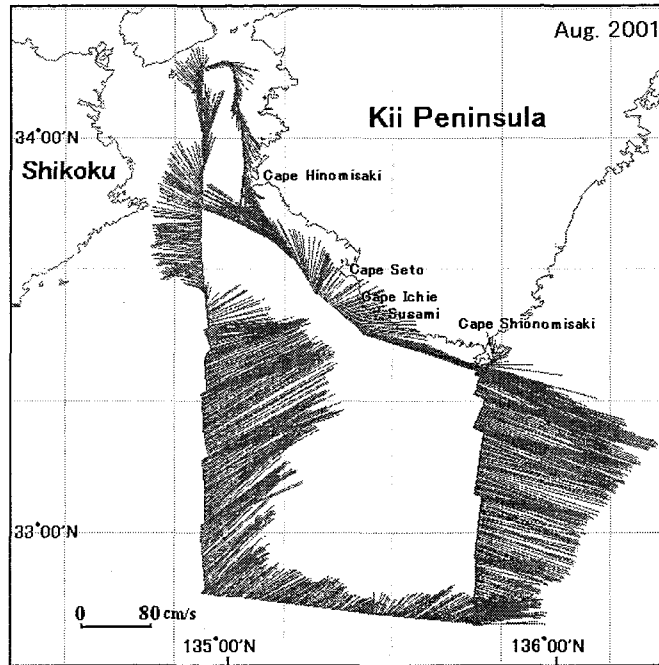 Aug. 2001
34°00'N
Kii Peninsula
Shikoku
Cape Hinomisaki
Cape Seto
Cape Ichie
Susami
Cape Shionomisaki
33°00'N
0 80 cm/s
135°00'N
136°00'N